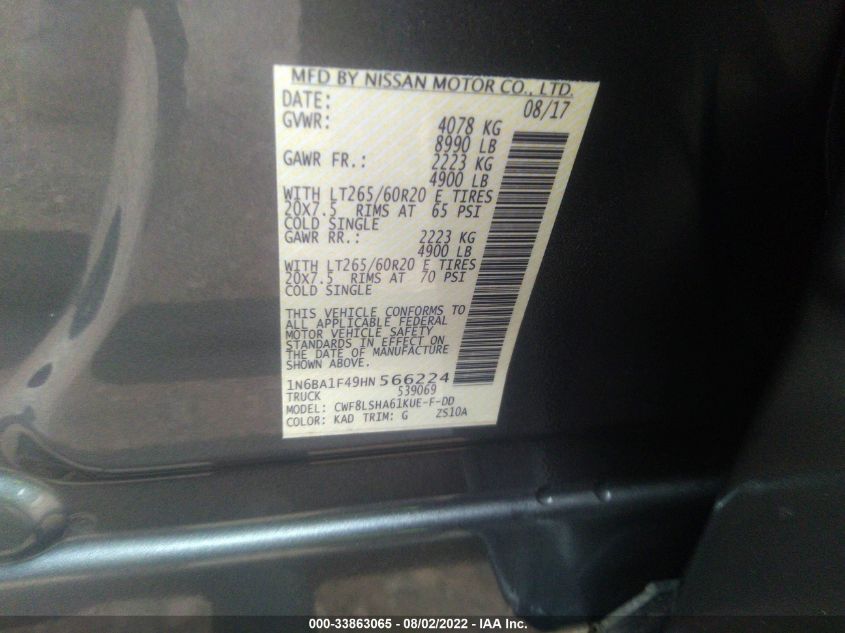 MFD BY NISSAN MOTOR CO., LTD.
DATE: 08/17
GVWR: 4078 KG
8990 LB
GAWR FR.: 2223 KG
4900 LB
WITH LT265/60R20 E TIRES
20X7.5 RIMS AT 65 PSI
COLD SINGLE
GAWR RR.: 2223 KG
4900 LB
WITH LT265/60R20 E TIRES
20X7.5 RIMS AT 70 PSI
COLD SINGLE
THIS VEHICLE CONFORMS TO
ALL APPLICABLE FEDERAL
MOTOR VEHICLE SAFETY
STANDARDS IN EFFECT ON
THE DATE OF MANUFACTURE
SHOWN ABOVE.
1N6BA1F49HN 566224
TRUCK 539069
MODEL: CWF8LSHA61KUE-F-DD
COLOR: KAD TRIM: G ZS10A
000-33863065 - 08/02/2022 - IAA Inc.